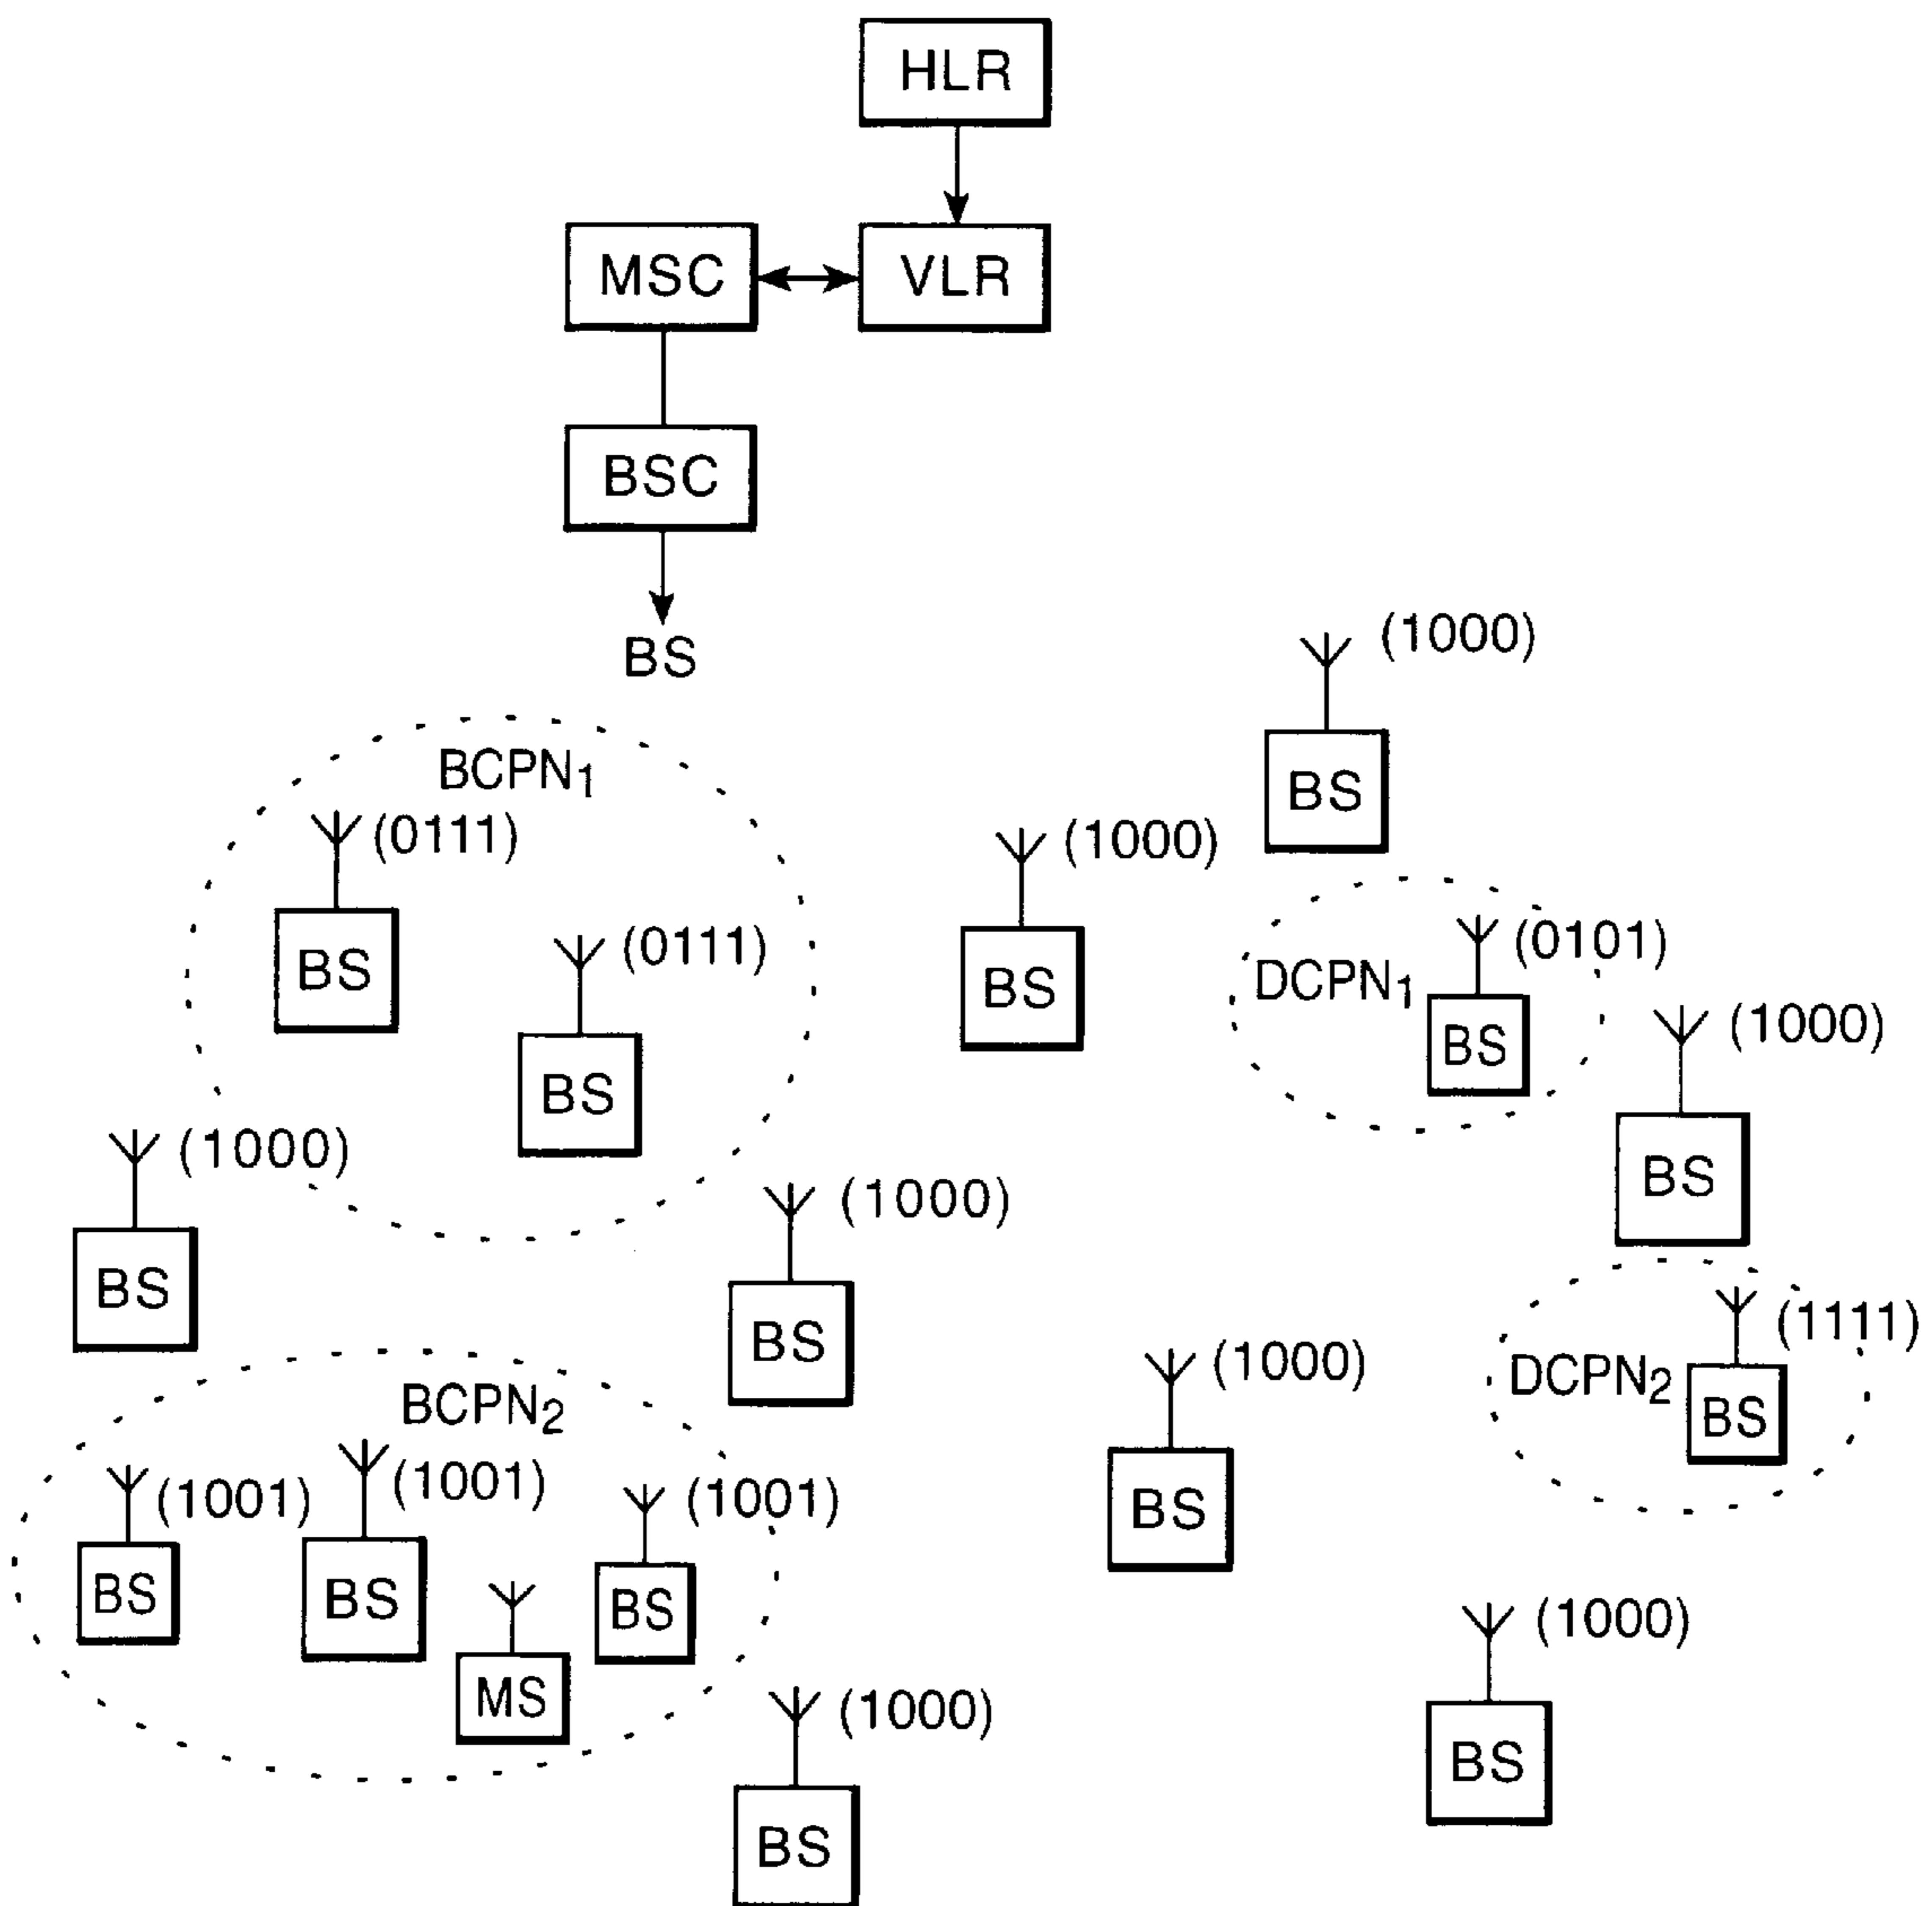 HLR
MSC
VLR
BSC
BS
(1000)
BS
BCPN1
(0111)
BS
(0111)
BS
(1000)
BS
DCPN1
(0101)
BS
(1000)
BS
(1000)
BS
(1000)
BS
DCPN2
(1111)
BS
(1000)
BS
BCPN2
(1001)
BS
(1001)
BS
(1001)
BS
MS
(1000)
BS
(1000)
BS